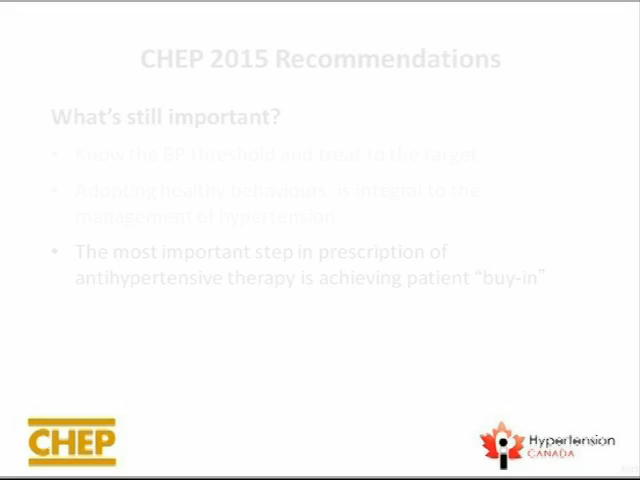 CHEP 2015 Recommendations
What's still important?
• Know the BP threshold and treat to the target
• Adopting healthy behaviours is integral to the
management of hypertension
• The most important step in prescription of
antihypertensive therapy is achieving patient “buy-in”
CHEP
Hypertension
CANADA